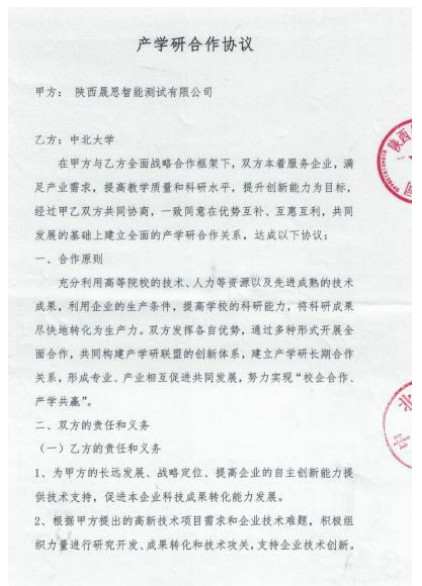 产学研合作协议
甲方： 陕西晟思智能测试有限公司
乙方：中北大学
在甲方与乙方全面战略合作框架下，双方本着服务企业，满
足产业需求，提高教学质量和科研水平，提升创新能力为目标，
经过甲乙双方共同协商，一致同意在优势互补、互惠互利，共同
发展的基础上建立全面的产学研合作关系，达成以下协议：
一、合作原则
充分利用高等院校的技术、人力等资源以及先进成熟的技术
成果，利用企业的生产条件，提高学校的科研能力，将科研成果
尽快地转化为生产力。双方发挥各自优势，通过多种形式开展全
面合作，共同构建产学研联盟的创新体系，建立产学研长期合作
关系，形成专业、产业相互促进共同发展，努力实现“校企合作、
产学共赢”。
二、双方的责任和义务
（一）乙方的责任和义务
1、为甲方的长远发展、战略定位、提高企业的自主创新能力提
供技术支持，促进本企业科技成果转化能力发展。
2、根据甲方提出的高新技术项目需求和企业技术难题，积极组
织力量进行研究开发、成果转化和技术攻关，支持企业技术创新。
陕西
北